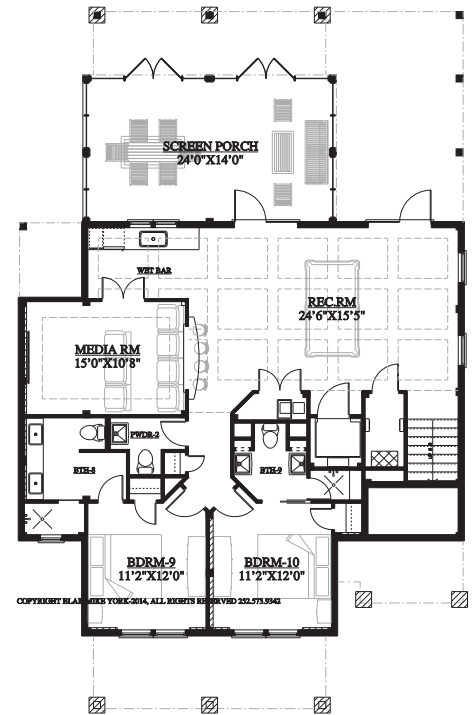 SCREEN PORCH
24'0"X14'0"
WET BAR
REC.RM
24'6"X15'5"
MEDIA RM
15'0"X10'8"
PWDR-2
BTH-8
BTH-9
BDRM-9
11'2"X12'0"
BDRM-10
11'2"X12'0"
MIKE YORK-2014, ALL RIGHTS RESERVED 252.573.9342